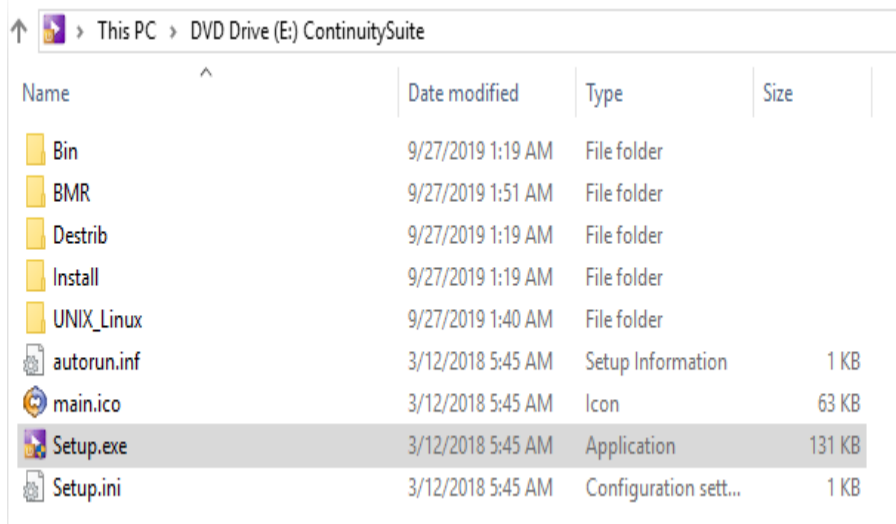 This PC > DVD Drive (E:) ContinuitySuite
Name Date modified Type Size
Bin 9/27/2019 1:19 AM File folder
BMR 9/27/2019 1:51 AM File folder
Destrib 9/27/2019 1:19 AM File folder
Install 9/27/2019 1:19 AM File folder
UNIX_Linux 9/27/2019 1:40 AM File folder
autorun.inf 3/12/2018 5:45 AM Setup Information 1 KB
main.ico 3/12/2018 5:45 AM Icon 63 KB
Setup.exe 3/12/2018 5:45 AM Application 131 KB
Setup.ini 3/12/2018 5:45 AM Configuration sett... 1 KB